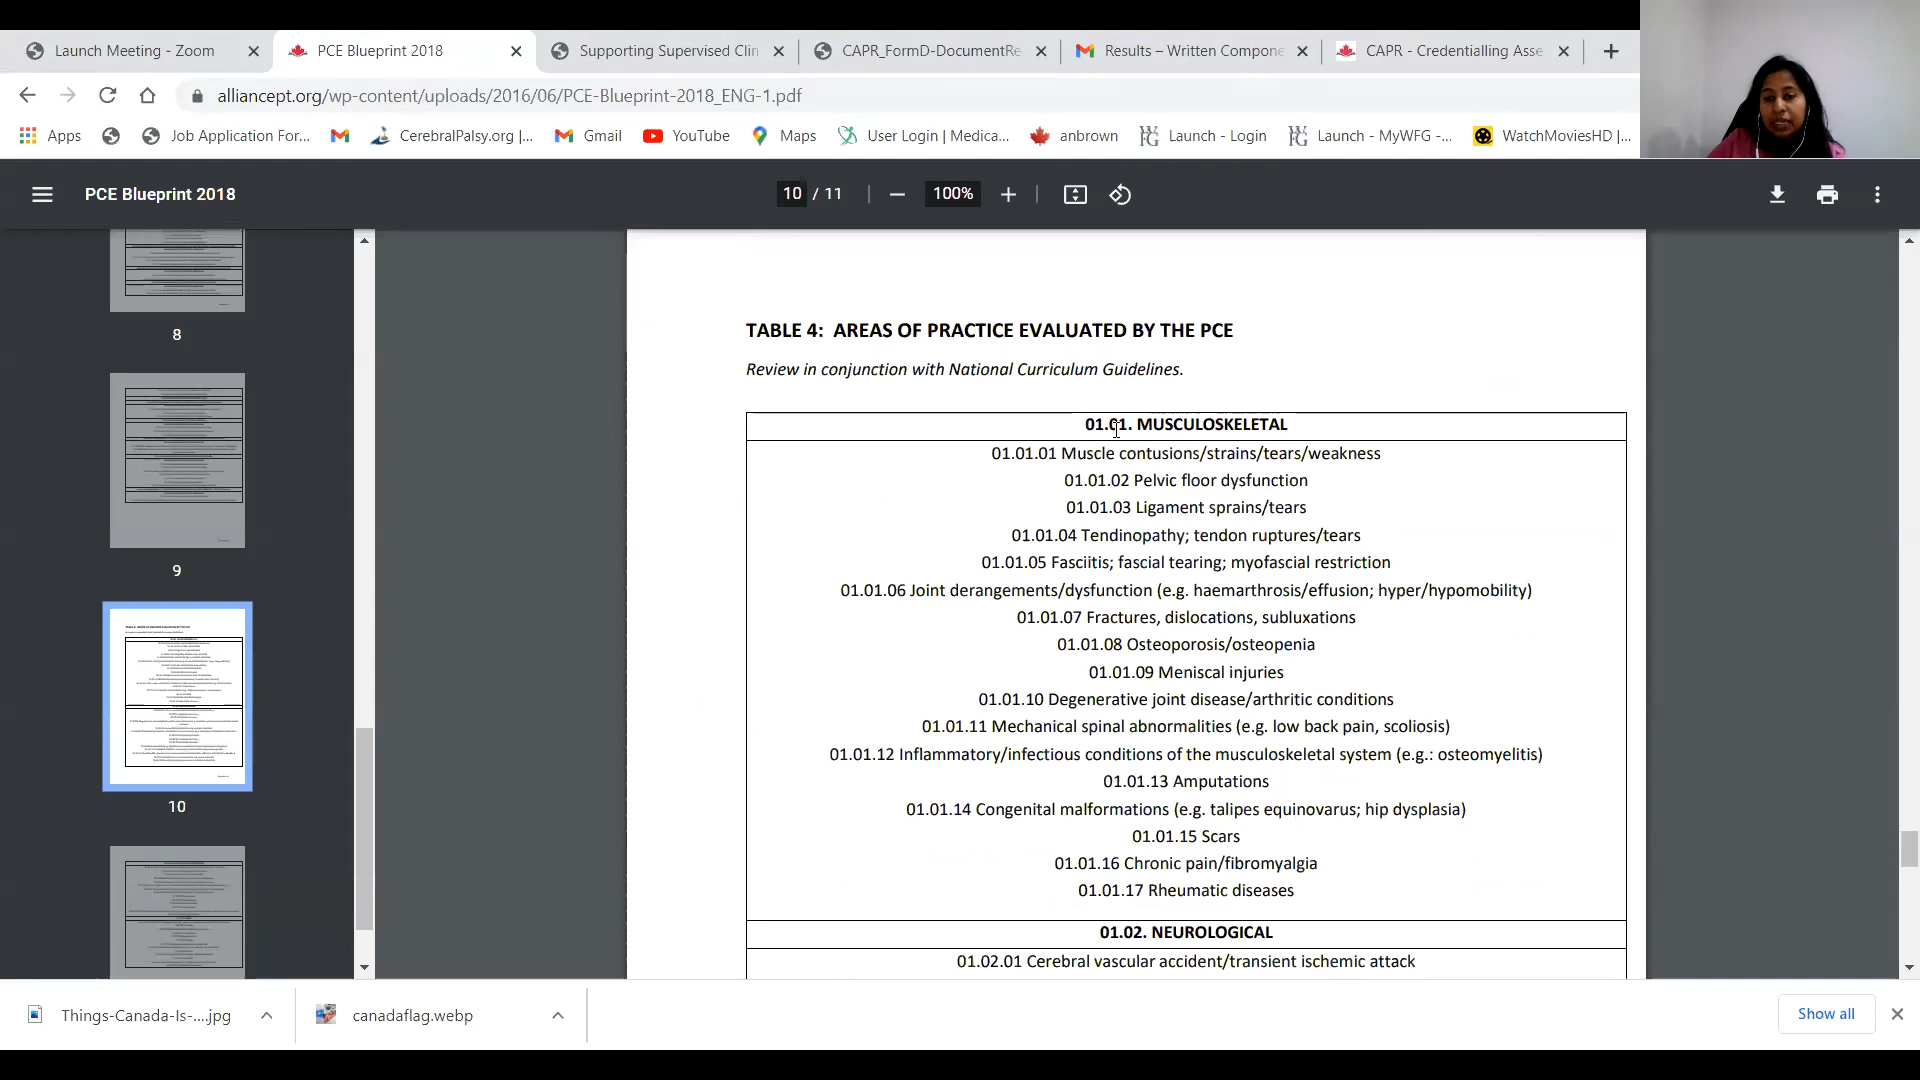 Launch Meeting - Zoom
PCE Blueprint 2018
Supporting Supervised Clin
CAPR_FormD-DocumentRe
Results – Written Compone
CAPR - Credentialling Asse
alliancept.org/wp-content/uploads/2016/06/PCE-Blueprint-2018_ENG-1.pdf
Apps
Job Application For...
CerebralPalsy.org |...
Gmail
YouTube
Maps
User Login | Medica...
anbrown
Launch - Login
Launch - MyWFG -...
WatchMoviesHD |...
PCE Blueprint 2018
10 / 11
100%
8
9
10
TABLE 4: AREAS OF PRACTICE EVALUATED BY THE PCE
Review in conjunction with National Curriculum Guidelines.
01.01. MUSCULOSKELETAL
01.01.01 Muscle contusions/strains/tears/weakness
01.01.02 Pelvic floor dysfunction
01.01.03 Ligament sprains/tears
01.01.04 Tendinopathy; tendon ruptures/tears
01.01.05 Fasciitis; fascial tearing; myofascial restriction
01.01.06 Joint derangements/dysfunction (e.g. haemarthrosis/effusion; hyper/hypomobility)
01.01.07 Fractures, dislocations, subluxations
01.01.08 Osteoporosis/osteopenia
01.01.09 Meniscal injuries
01.01.10 Degenerative joint disease/arthritic conditions
01.01.11 Mechanical spinal abnormalities (e.g. low back pain, scoliosis)
01.01.12 Inflammatory/infectious conditions of the musculoskeletal system (e.g.: osteomyelitis)
01.01.13 Amputations
01.01.14 Congenital malformations (e.g. talipes equinovarus; hip dysplasia)
01.01.15 Scars
01.01.16 Chronic pain/fibromyalgia
01.01.17 Rheumatic diseases
01.02. NEUROLOGICAL
01.02.01 Cerebral vascular accident/transient ischemic attack
Things-Canada-Is-....jpg
canadaflag.webp
Show all